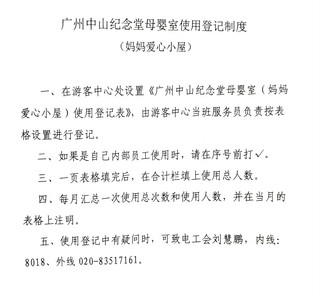 广州中山纪念堂母婴室使用登记制度
（妈妈爱心小屋）
一、在游客中心处设置《广州中山纪念堂母婴室（妈妈
爱心小屋）使用登记表》，由游客中心当班服务员负责按表
格设置进行登记。
二、如果是自己内部员工使用时，请在序号前打✓。
三、一页表格填完后，在合计栏填上使用总人数。
四、每月汇总一次使用总次数和使用人数，并在当月的
表格上注明。
五、使用登记中有疑问时，可致电工会刘慧鹏，内线：
8018、外线 020-83517161。